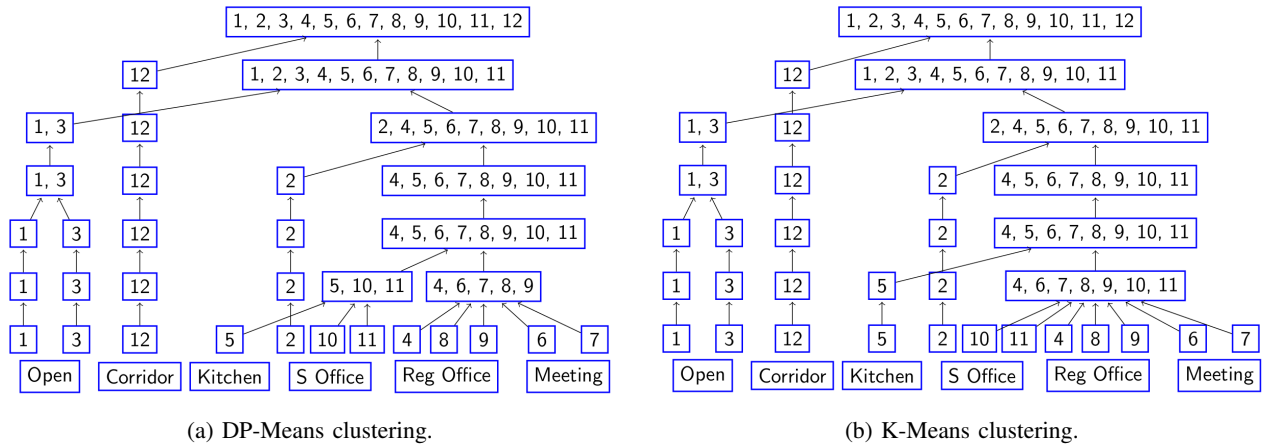 1, 2, 3, 4, 5, 6, 7, 8, 9, 10, 11, 12
12
1, 2, 3, 4, 5, 6, 7, 8, 9, 10, 11
1, 3
12
2, 4, 5, 6, 7, 8, 9, 10, 11
1, 3
12
2
4, 5, 6, 7, 8, 9, 10, 11
1
3
12
2
4, 5, 6, 7, 8, 9, 10, 11
1
3
12
2
5, 10, 11
4, 6, 7, 8, 9
1
3
12
5
2
10
11
4
8
9
6
7
Open
Corridor
Kitchen
S Office
Reg Office
Meeting
(a) DP-Means clustering.
1, 2, 3, 4, 5, 6, 7, 8, 9, 10, 11, 12
12
1, 2, 3, 4, 5, 6, 7, 8, 9, 10, 11
1, 3
12
2, 4, 5, 6, 7, 8, 9, 10, 11
1, 3
12
2
4, 5, 6, 7, 8, 9, 10, 11
1
3
12
2
4, 5, 6, 7, 8, 9, 10, 11
1
3
12
5
2
4, 6, 7, 8, 9, 10, 11
1
3
12
5
2
10
11
4
8
9
6
7
Open
Corridor
Kitchen
S Office
Reg Office
Meeting
(b) K-Means clustering.